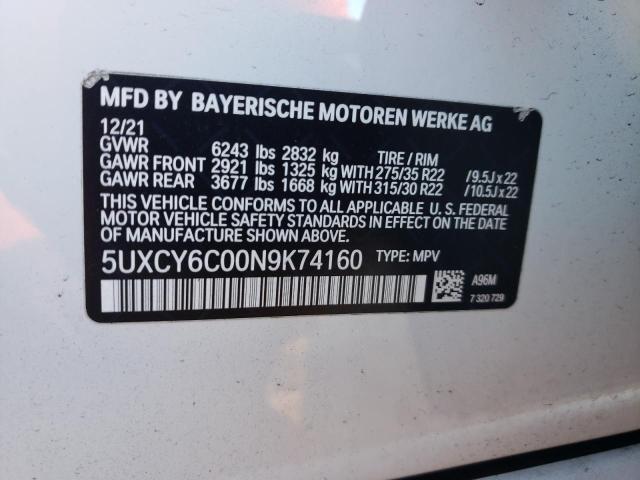 MFD BY BAYERISCHE MOTOREN WERKE AG
12/21
GVWR 6243 lbs 2832 kg TIRE / RIM
GAWR FRONT 2921 lbs 1325 kg WITH 275/35 R22 /9.5J x 22
GAWR REAR 3677 lbs 1668 kg WITH 315/30 R22 /10.5J x 22
THIS VEHICLE CONFORMS TO ALL APPLICABLE U. S. FEDERAL
MOTOR VEHICLE SAFETY STANDARDS IN EFFECT ON THE DATE
OF MANUFACTURE SHOWN ABOVE.
5UXCY6C00N9K74160 TYPE: MPV
A96M
7 320 729